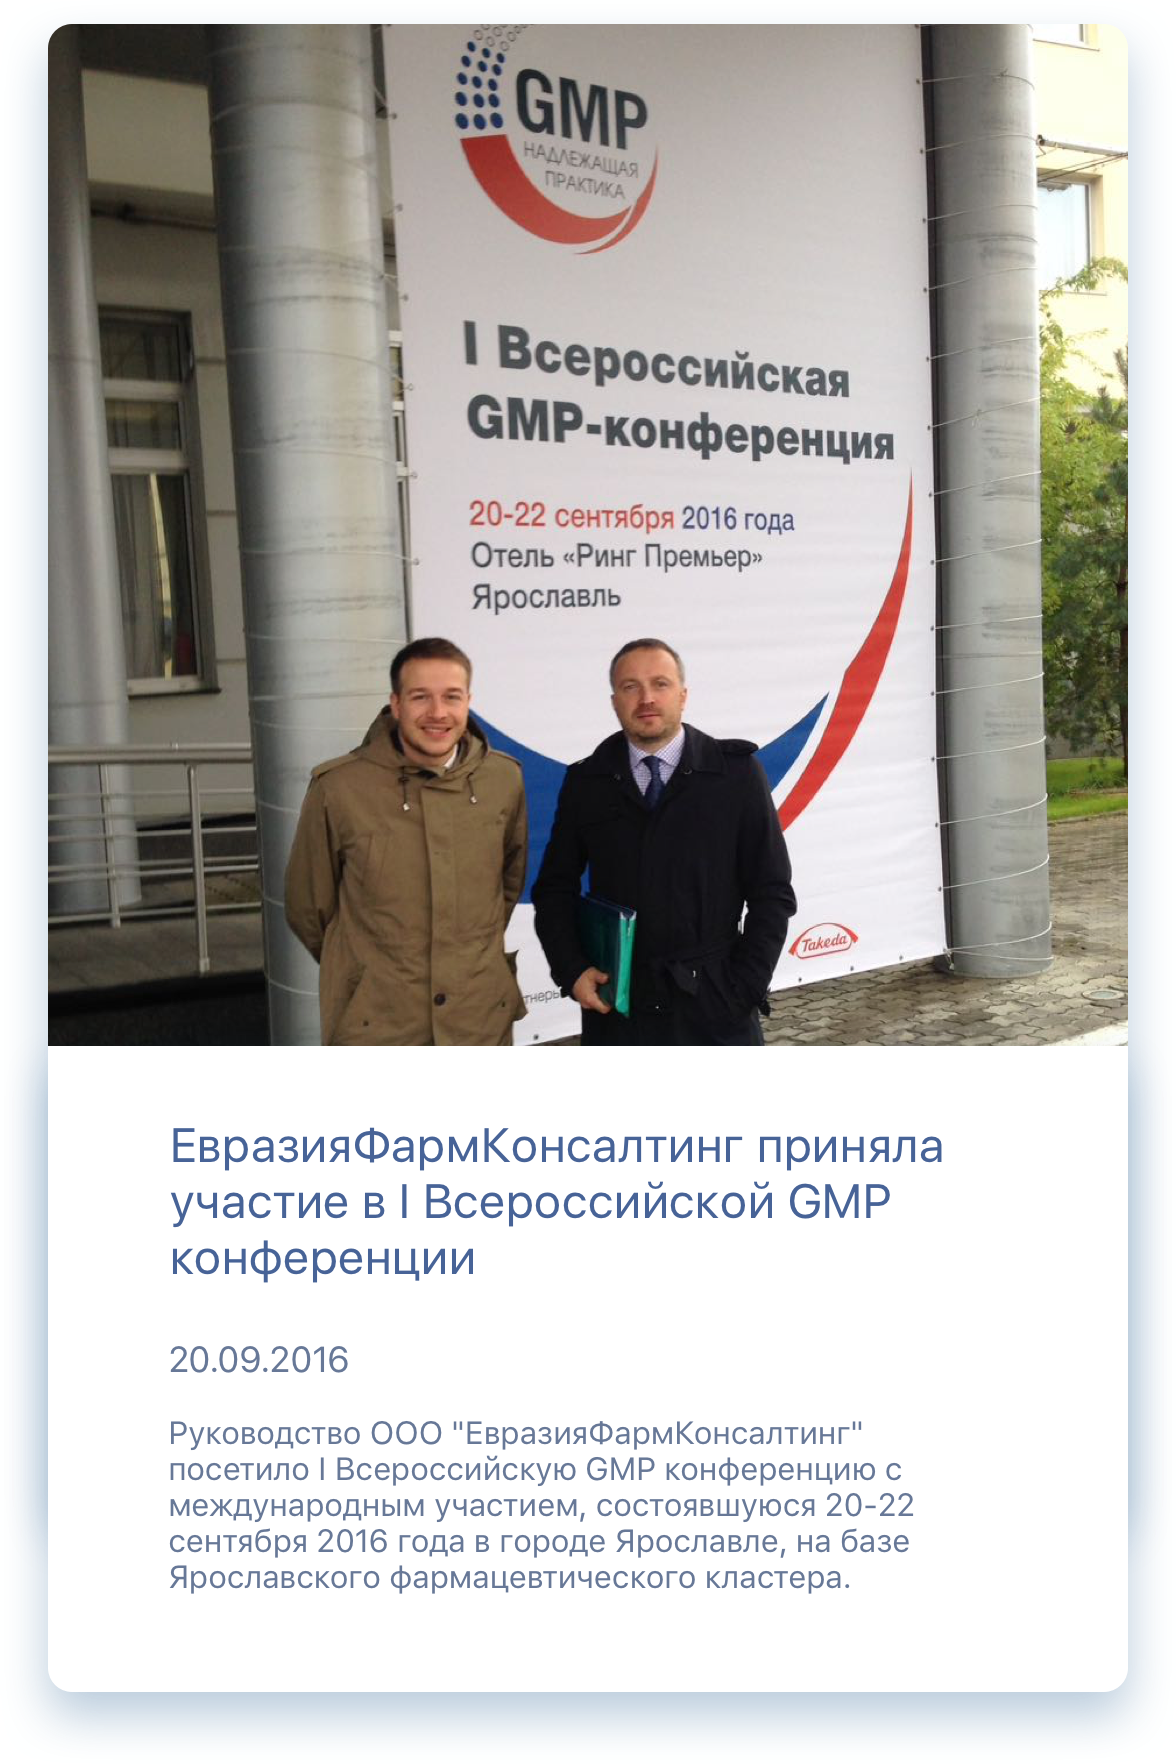 GMP
НАДЛЕЖАЩАЯ
ПРАКТИКА
I Всероссийская
GMP-конференция
20-22 сентября 2016 года
Отель «Ринг Премьер»
Ярославль
Takeda
ЕвразияФармКонсалтинг приняла
участие в I Всероссийской GMP
конференции
20.09.2016
Руководство ООО "ЕвразияФармКонсалтинг"
посетило I Всероссийскую GMP конференцию с
международным участием, состоявшуюся 20-22
сентября 2016 года в городе Ярославле, на базе
Ярославского фармацевтического кластера.